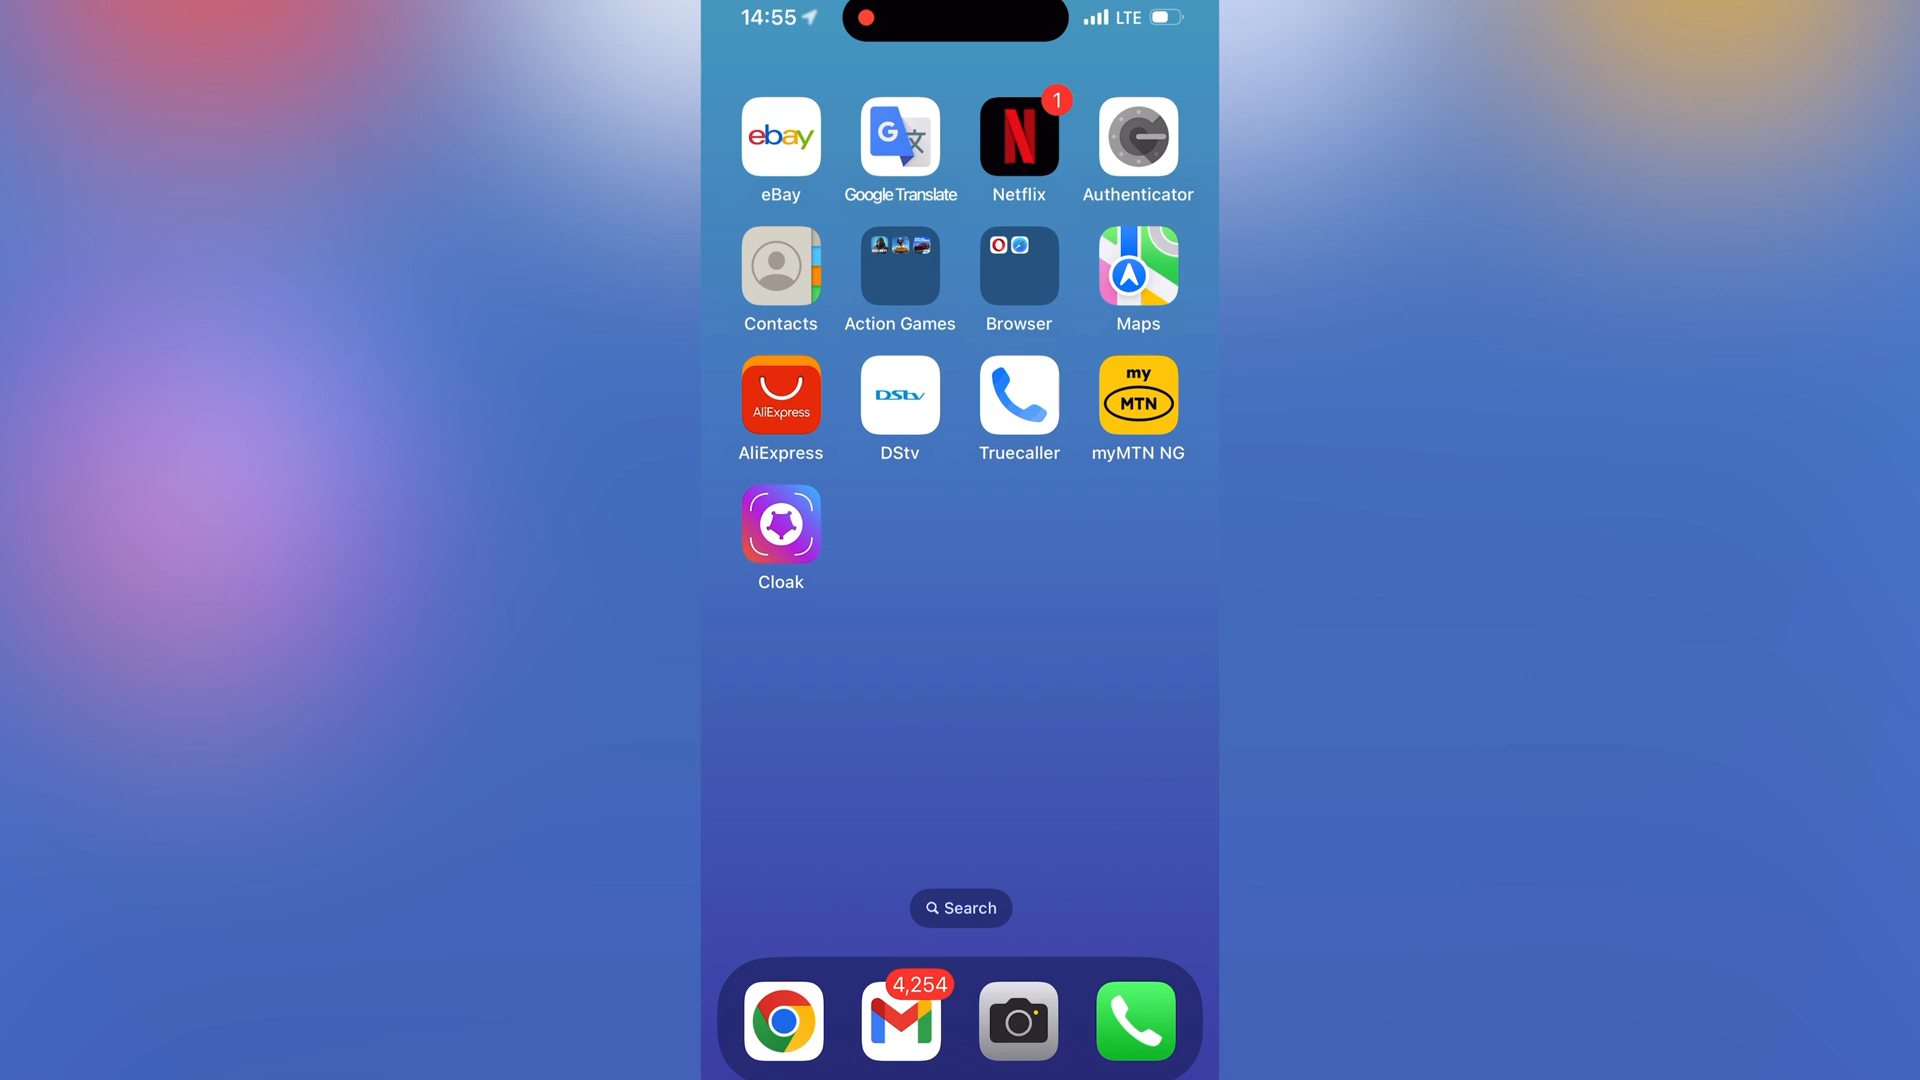 14:55 LTE
1
ebay G 文 N
eBay Google Translate Netflix Authenticator
Contacts Action Games Browser Maps
my
AliExpress DStv MTN
AliExpress DStv Truecaller myMTN NG
Cloak
Search
4,254